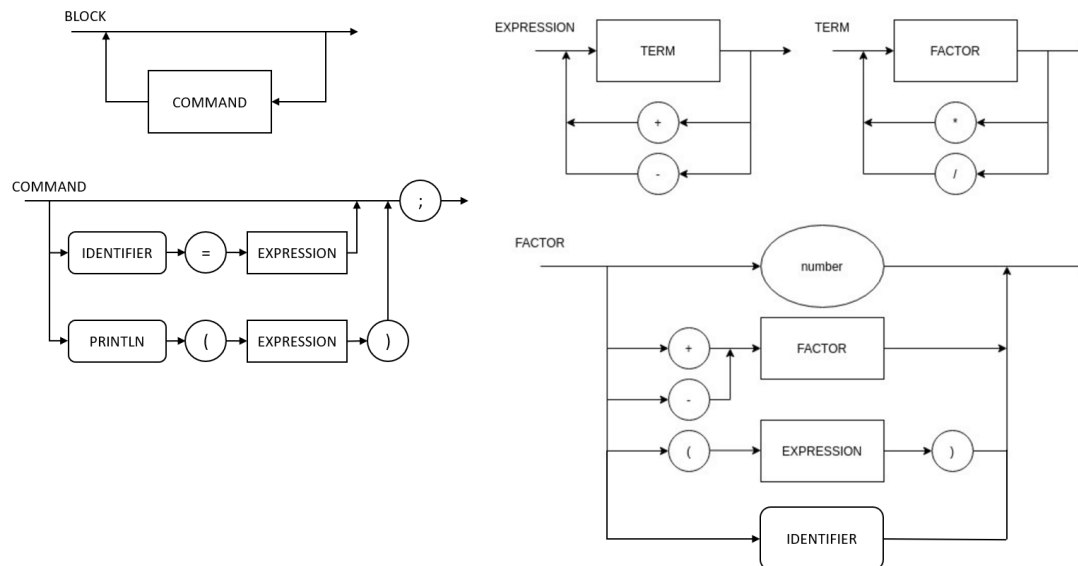 BLOCK
COMMAND
COMMAND
;
IDENTIFIER = EXPRESSION
PRINTLN ( EXPRESSION )
EXPRESSION
TERM
+
-
TERM
FACTOR
*
/
FACTOR
number
+ FACTOR
-
( EXPRESSION )
IDENTIFIER